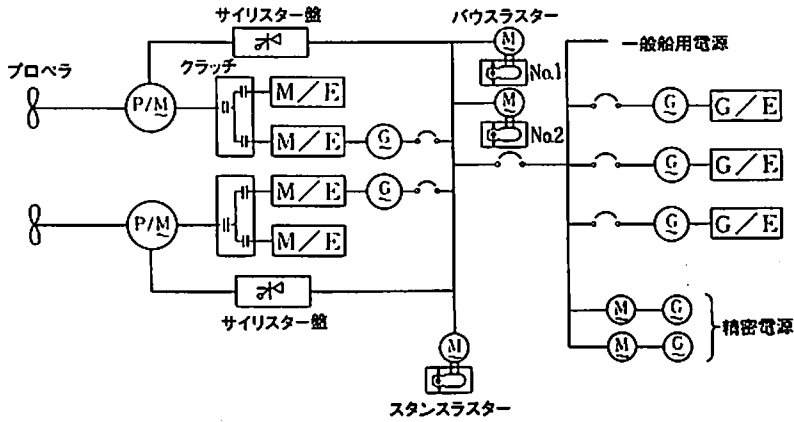 サイリスター盤
バウスラスター
一般船用電源
プロペラ
クラッチ
M
No.1
P/M
M/E
M
G
G/E
No.2
M/E
G
G
G/E
M/E
G
P/M
M/E
G
G/E
サイリスター盤
M
G
M
G
精密電源
M
スタンスラスター